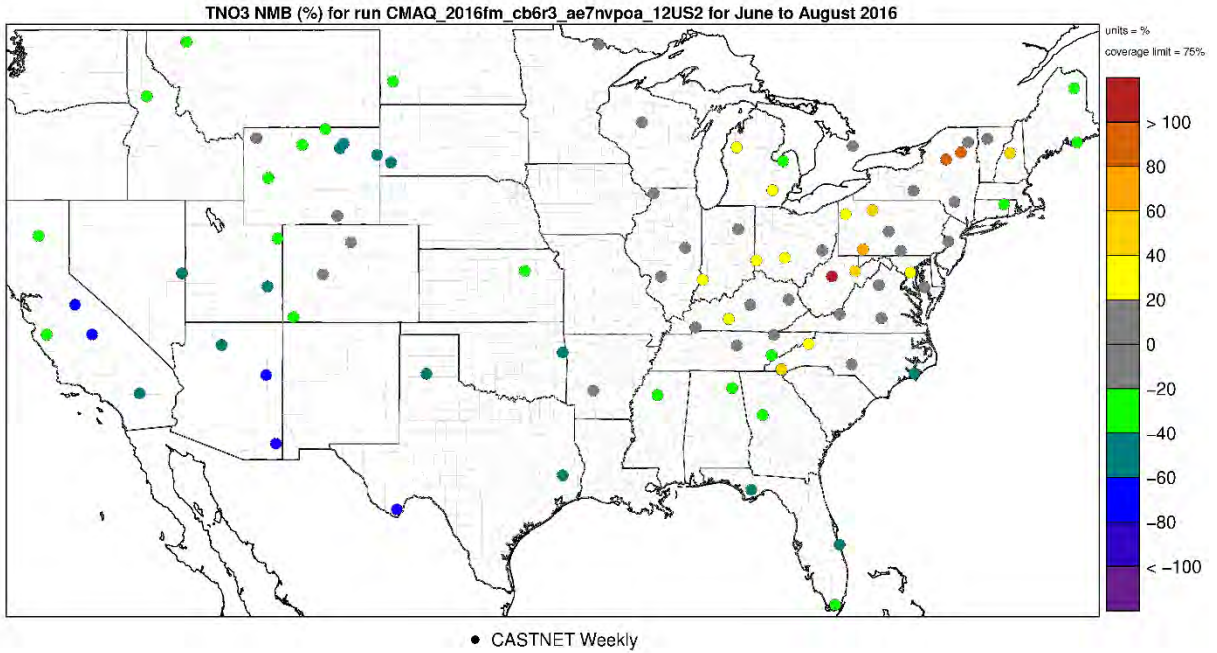 TNO3 NMB (%) for run CMAQ_2016fm_cb6r3_ae7nvpoa_12US2 for June to August 2016
units = %
coverage limit = 75%
> 100
80
60
40
20
0
−20
−40
−60
−80
< −100
CASTNET Weekly